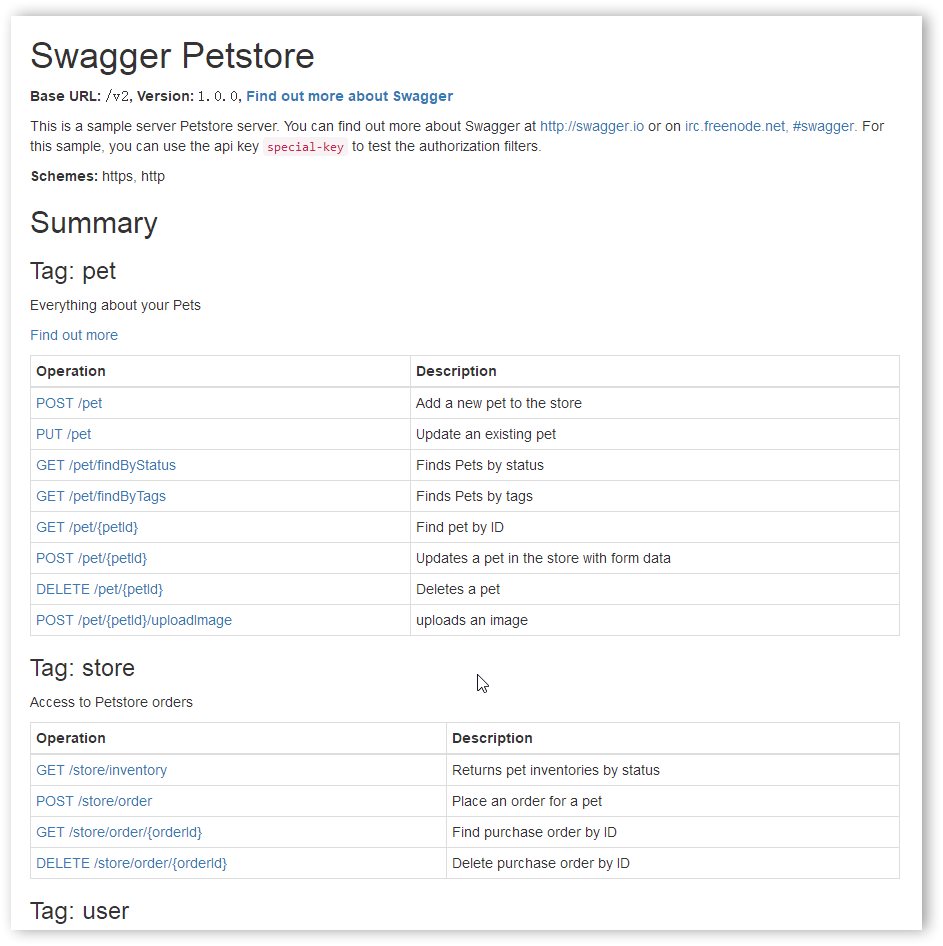 Swagger Petstore
Base URL: /v2, Version: 1.0.0, Find out more about Swagger
This is a sample server Petstore server. You can find out more about Swagger at http://swagger.io or on irc.freenode.net, #swagger. For
this sample, you can use the api key special-key to test the authorization filters.
Schemes: https, http
Summary
Tag: pet
Everything about your Pets
Find out more
Operation Description
POST /pet Add a new pet to the store
PUT /pet Update an existing pet
GET /pet/findByStatus Finds Pets by status
GET /pet/findByTags Finds Pets by tags
GET /pet/{petId} Find pet by ID
POST /pet/{petId} Updates a pet in the store with form data
DELETE /pet/{petId} Deletes a pet
POST /pet/{petId}/uploadImage uploads an image
Tag: store
Access to Petstore orders
Operation Description
GET /store/inventory Returns pet inventories by status
POST /store/order Place an order for a pet
GET /store/order/{orderId} Find purchase order by ID
DELETE /store/order/{orderId} Delete purchase order by ID
Tag: user